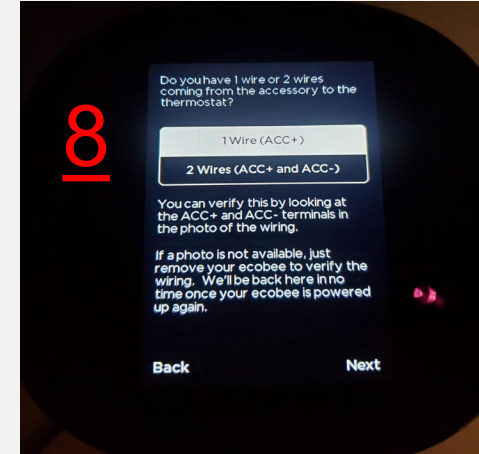 8
Do you have 1 wire or 2 wires
coming from the accessory to the
thermostat?
1 Wire (ACC+)
2 Wires (ACC+ and ACC-)
You can verify this by looking at
the ACC+ and ACC- terminals in
the photo of the wiring.
If a photo is not available, just
remove your ecobee to verify the
wiring. We'll be back here in no
time once your ecobee is powered
up again.
Back Next